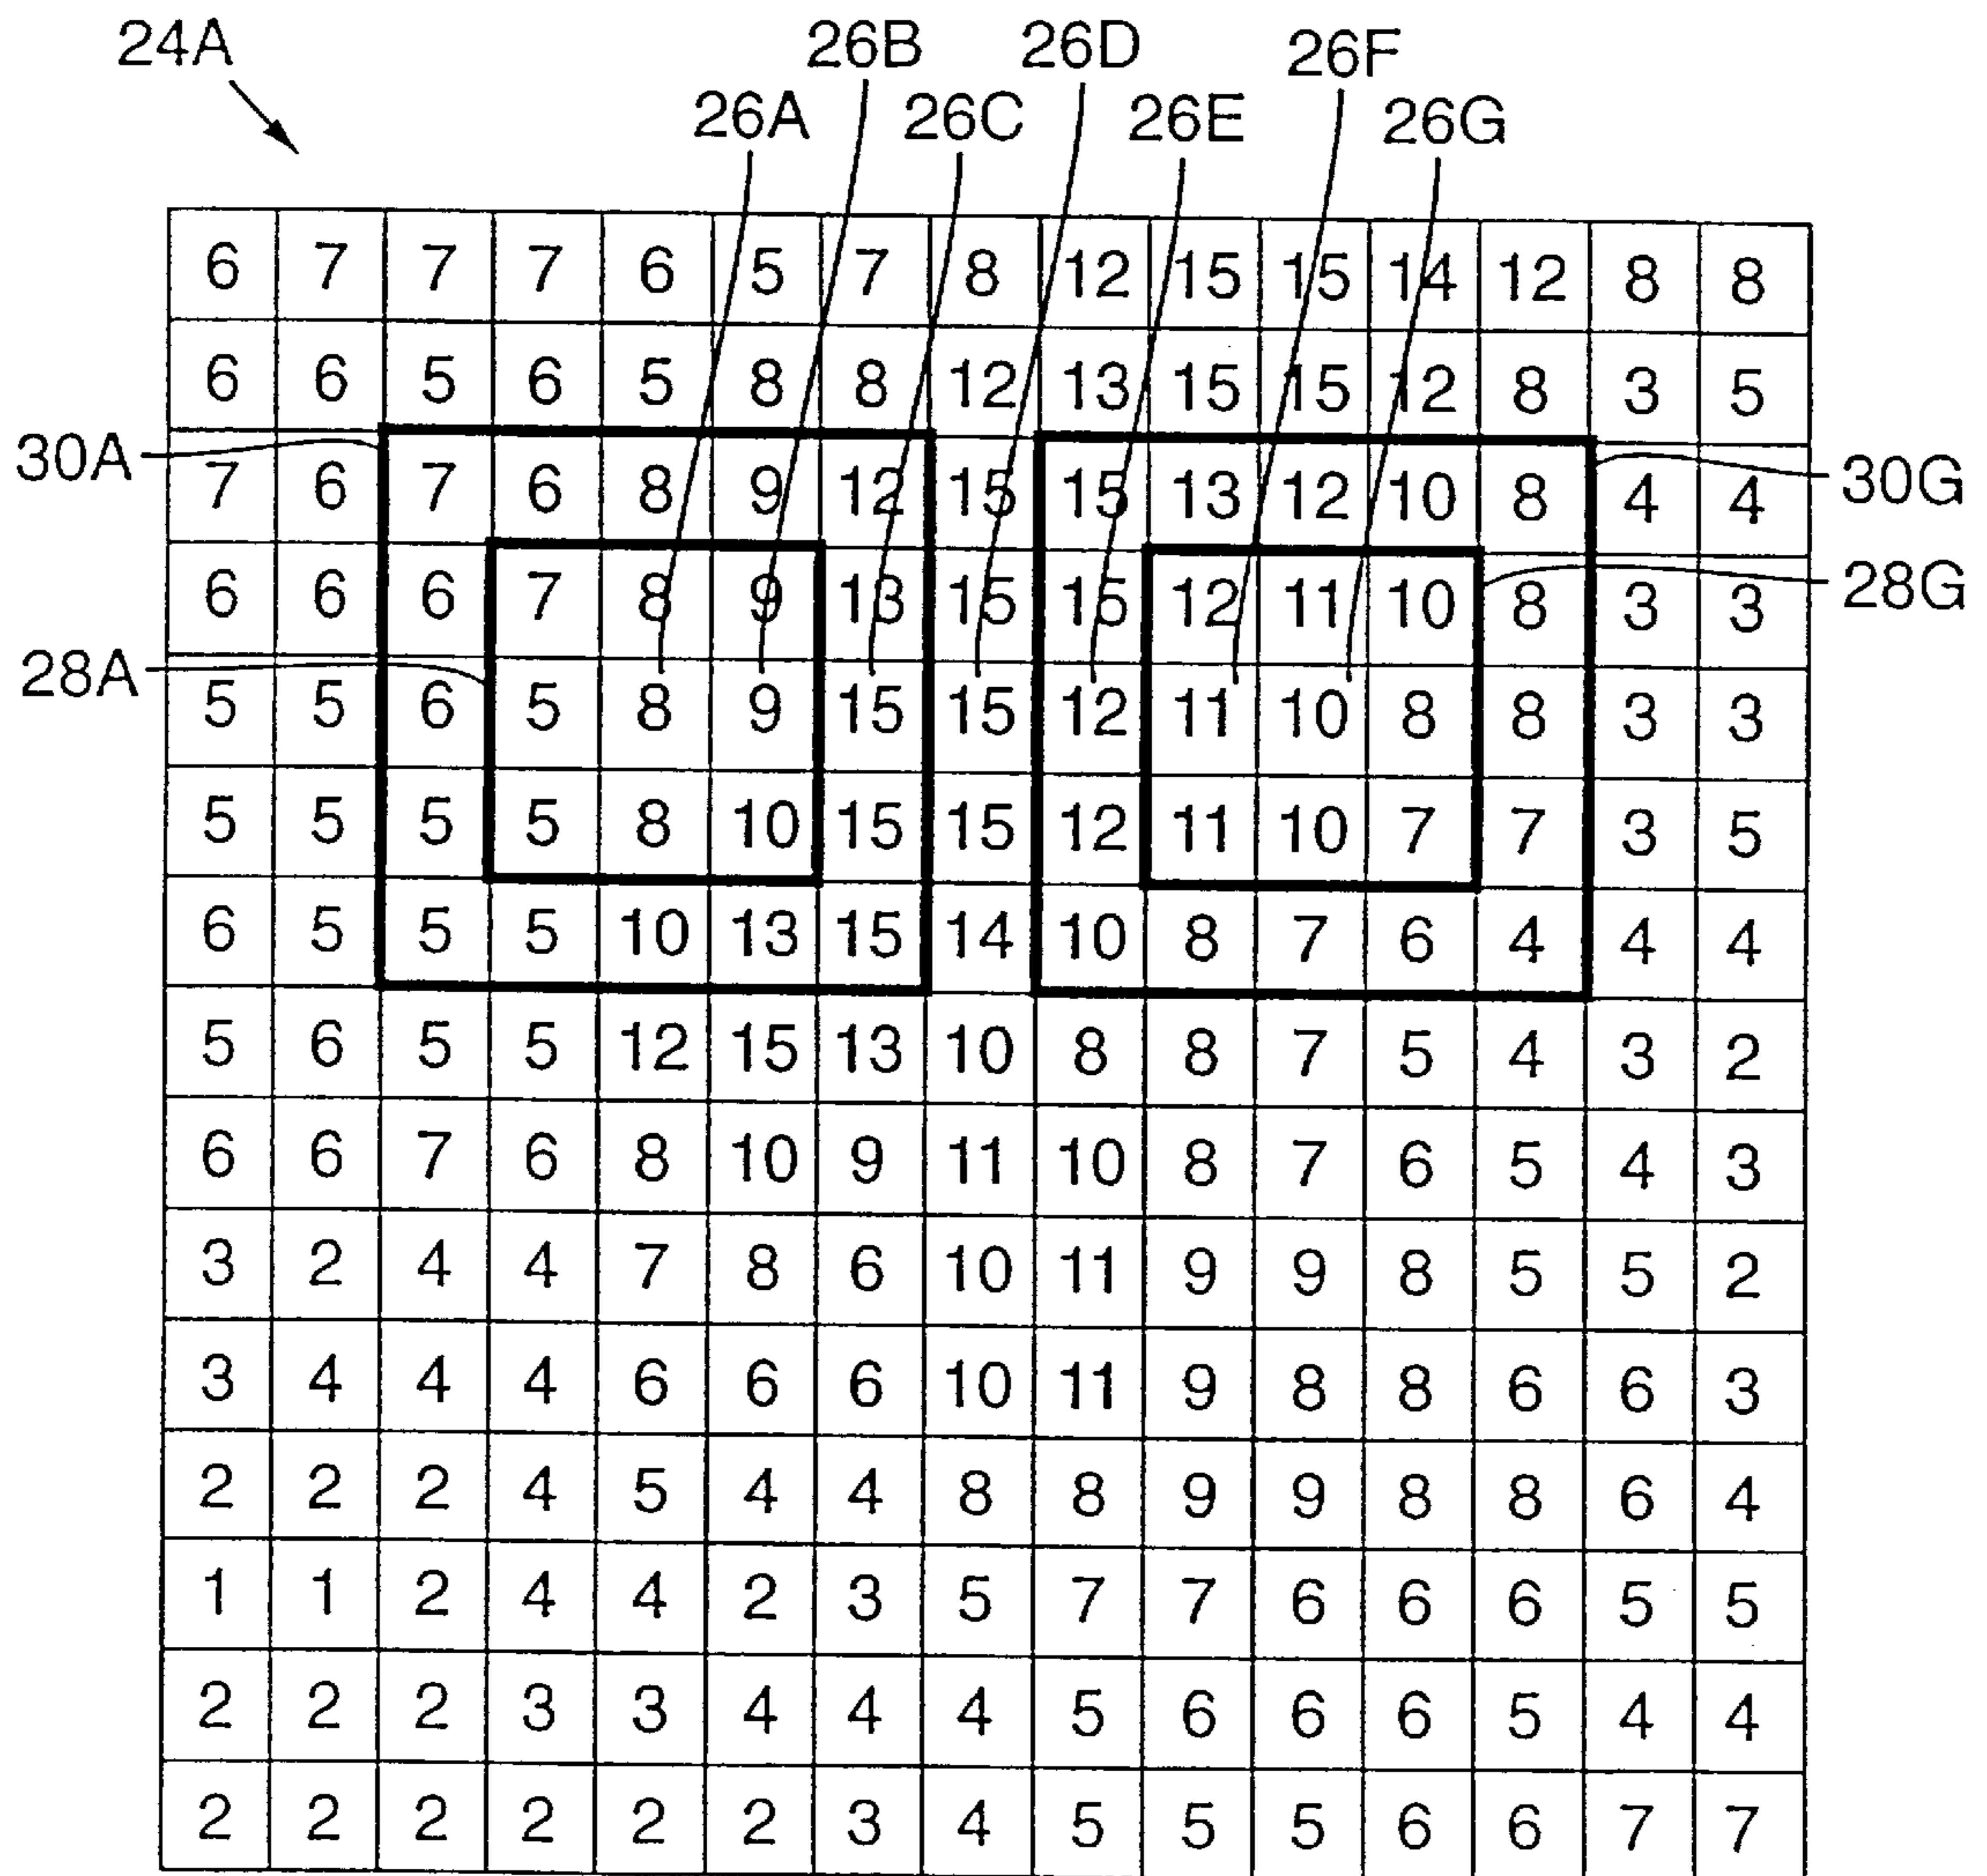 24A
26B 26D 26F
26A 26C 26E 26G
6 7 7 7 6 5 7 8 12 15 15 14 12 8 8
6 6 5 6 5 8 8 12 13 15 15 12 8 3 5
30A 7 6 7 6 8 9 12 15 15 13 12 10 8 4 4 30G
6 6 6 7 8 9 13 15 15 12 11 10 8 3 3 28G
28A 5 5 6 5 8 9 15 15 12 11 10 8 8 3 3
5 5 5 5 8 10 15 15 12 11 10 7 7 3 5
6 5 5 5 10 13 15 14 10 8 7 6 4 4 4
5 6 5 5 12 15 13 10 8 8 7 5 4 3 2
6 6 7 6 8 10 9 11 10 8 7 6 5 4 3
3 2 4 4 7 8 6 10 11 9 9 8 5 5 2
3 4 4 4 6 6 6 10 11 9 8 8 6 6 3
2 2 2 4 5 4 4 8 8 9 9 8 8 6 4
1 1 2 4 4 2 3 5 7 7 6 6 6 5 5
2 2 2 3 3 4 4 4 5 6 6 6 5 4 4
2 2 2 2 2 2 3 4 5 5 5 6 6 7 7